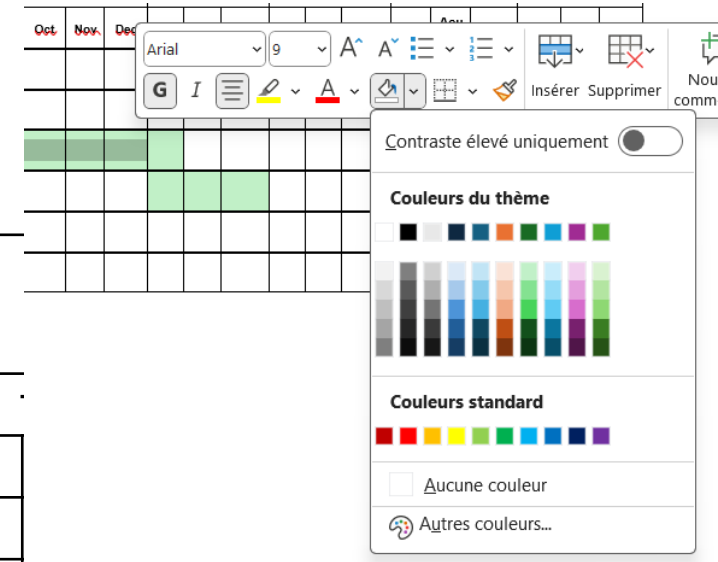 Oct. Nov. Dec
Arial 9 A A
G I A Insérer Supprimer Nou
comm
Contraste élevé uniquement
Couleurs du thème
Couleurs standard
Aucune couleur
Autres couleurs...